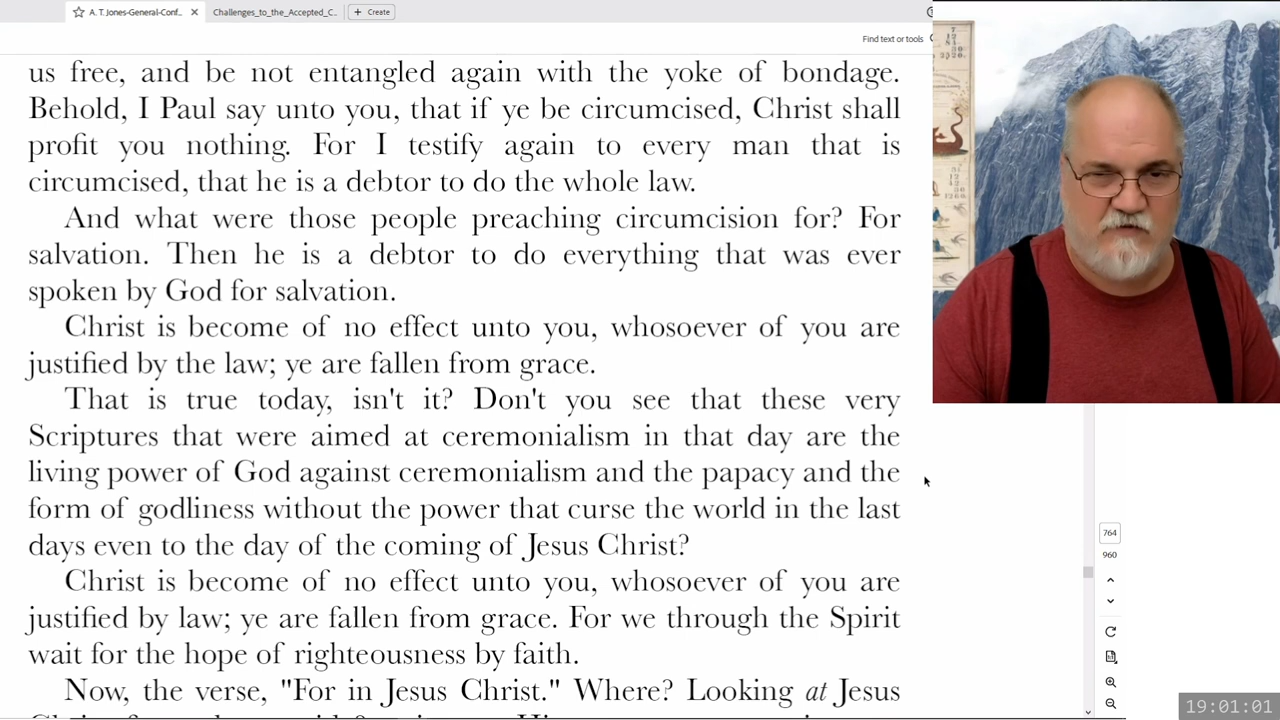 A. T. Jones-General-Conf...
Challenges_to_the_Accepted_C...
Create
Find text or tools
us free, and be not entangled again with the yoke of bondage.
Behold, I Paul say unto you, that if ye be circumcised, Christ shall
profit you nothing. For I testify again to every man that is
circumcised, that he is a debtor to do the whole law.
And what were those people preaching circumcision for? For
salvation. Then he is a debtor to do everything that was ever
spoken by God for salvation.
Christ is become of no effect unto you, whosoever of you are
justified by the law; ye are fallen from grace.
That is true today, isn't it? Don't you see that these very
Scriptures that were aimed at ceremonialism in that day are the
living power of God against ceremonialism and the papacy and the
form of godliness without the power that curse the world in the last
days even to the day of the coming of Jesus Christ?
Christ is become of no effect unto you, whosoever of you are
justified by law; ye are fallen from grace. For we through the Spirit
wait for the hope of righteousness by faith.
Now, the verse, "For in Jesus Christ." Where? Looking at Jesus
764
960
19:01:01